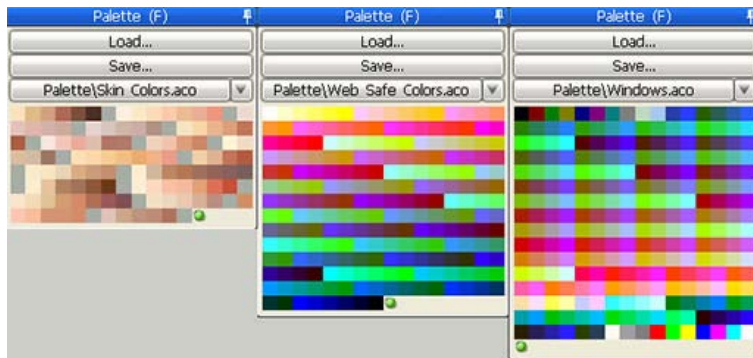 Palette (F)
Load...
Save...
Palette\Skin Colors.aco
Palette (F)
Load...
Save...
Palette\Web Safe Colors.aco
Palette (F)
Load...
Save...
Palette\Windows.aco